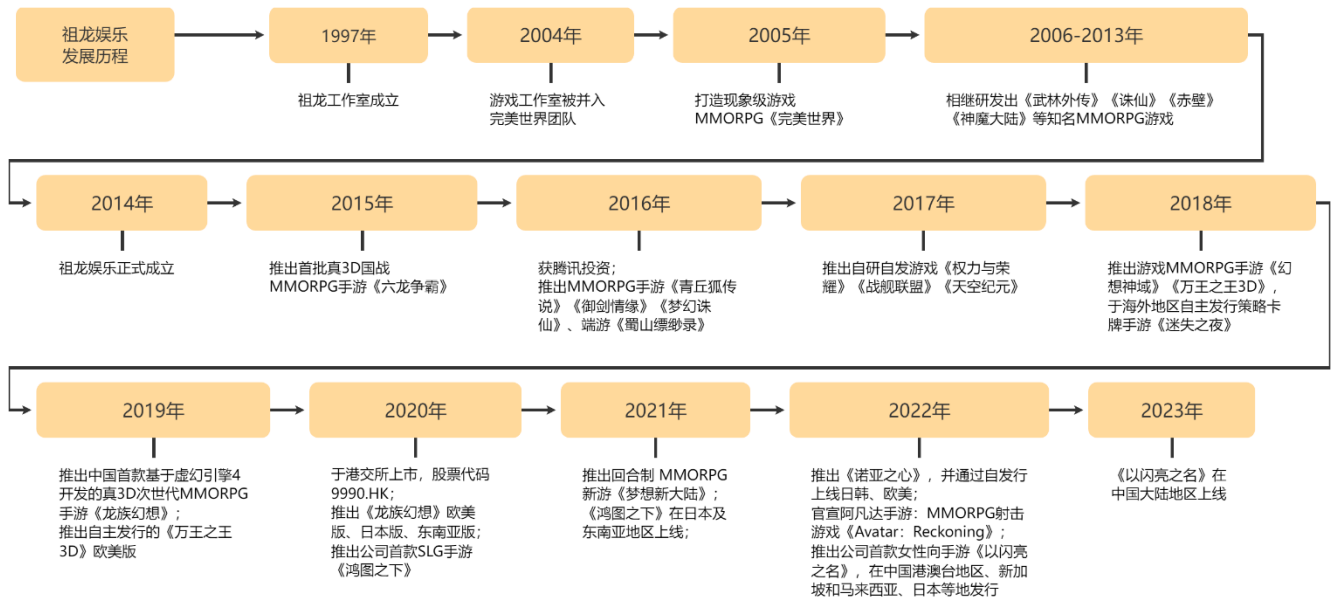 祖龙娱乐
发展历程
1997年
2004年
2005年
2006-2013年
祖龙工作室成立
游戏工作室被并入
完美世界团队
打造现象级游戏
MMORPG《完美世界》
相继研发出《武林外传》《诛仙》《赤壁》
《神魔大陆》等知名MMORPG游戏
2014年
2015年
2016年
2017年
2018年
祖龙娱乐正式成立
推出首批真3D国战
MMORPG手游《六龙争霸》
获腾讯投资；
推出MMORPG手游《青丘狐传
说》《御剑情缘》《梦幻诛
仙》、端游《蜀山缥缈录》
推出自研自发游戏《权力与荣
耀》《战舰联盟》《天空纪元》
推出游戏MMORPG手游《幻
想神域》《万王之王3D》，
于海外地区自主发行策略卡
牌手游《迷失之夜》
2019年
2020年
2021年
2022年
2023年
推出中国首款基于虚幻引擎4
开发的真3D次世代MMORPG
手游《龙族幻想》；
推出自主发行的《万王之王
3D》欧美版
于港交所上市，股票代码
9990.HK；
推出《龙族幻想》欧美
版、日本版、东南亚版；
推出公司首款SLG手游
《鸿图之下》
推出回合制 MMORPG
新游《梦想新大陆》；
《鸿图之下》在日本及
东南亚地区上线；
推出《诺亚之心》，并通过自发行
上线日韩、欧美；
官宣阿凡达手游：MMORPG射击
游戏《Avatar：Reckoning》；
推出公司首款女性向手游《以闪亮
之名》，在中国港澳台地区、新加
坡和马来西亚、日本等地发行
《以闪亮之名》在
中国大陆地区上线